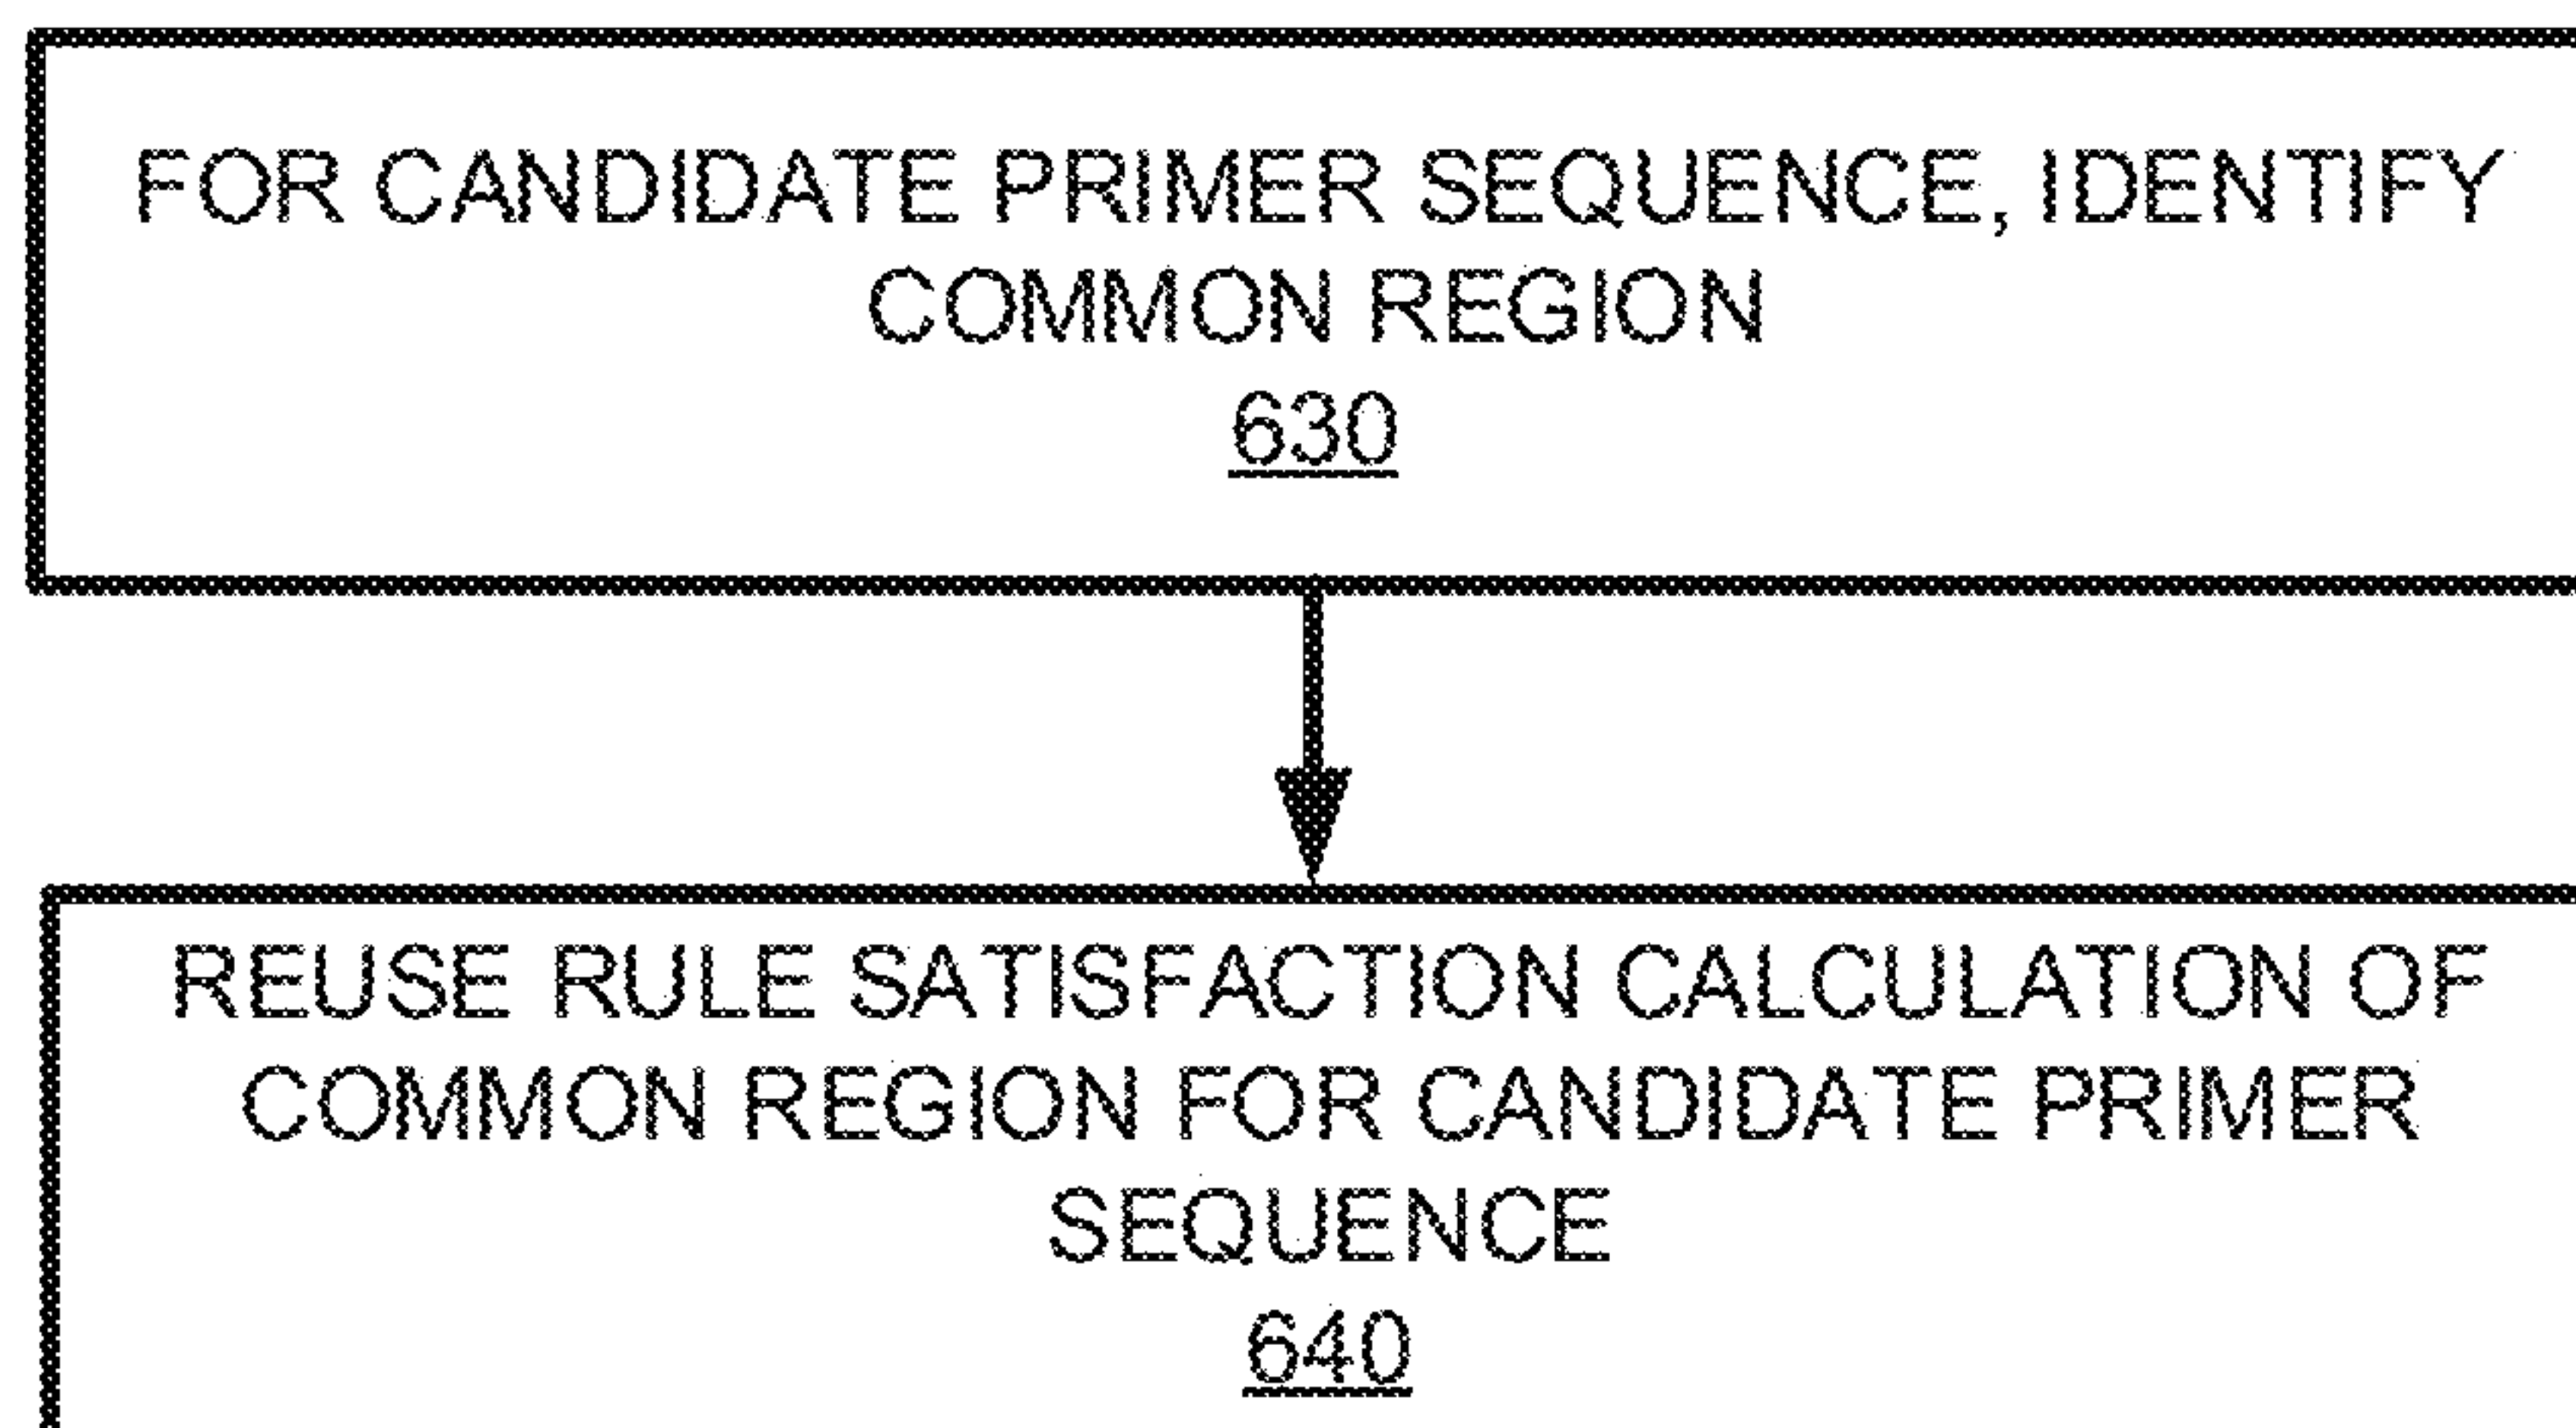 FOR CANDIDATE PRIMER SEQUENCE, IDENTIFY
COMMON REGION
630
REUSE RULE SATISFACTION CALCULATION OF
COMMON REGION FOR CANDIDATE PRIMER
SEQUENCE
640